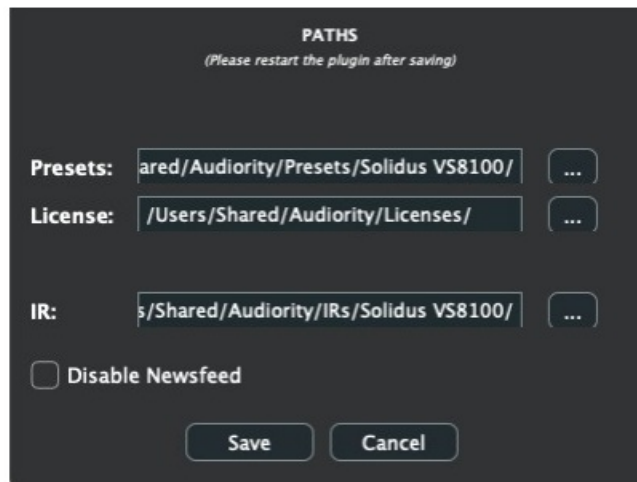 PATHS
(Please restart the plugin after saving)
Presets: ared/Audiority/Presets/Solidus VS8100/ ...
License: /Users/Shared/Audiority/Licenses/ ...
IR: s/Shared/Audiority/IRs/Solidus VS8100/ ...
Disable Newsfeed
Save Cancel